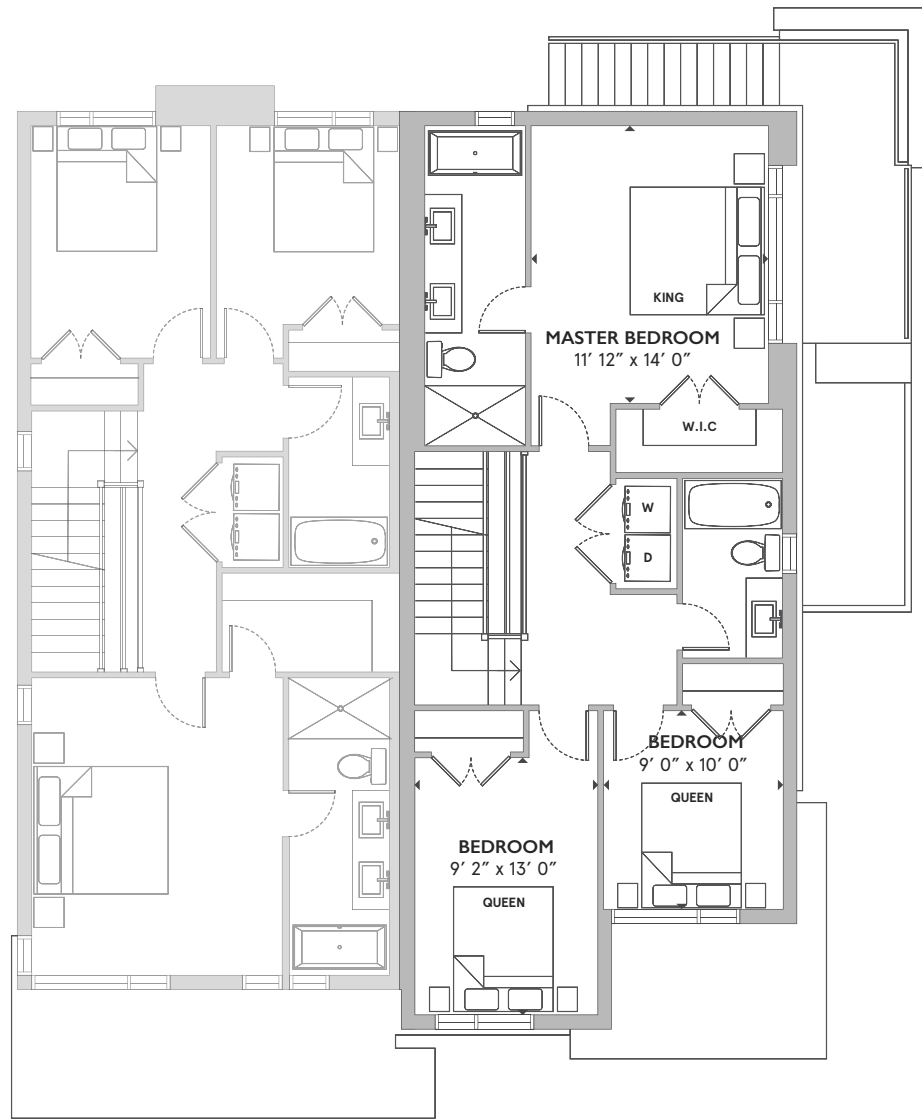 KING
MASTER BEDROOM
11’ 12” x 14’ 0”
W.I.C
W
D
BEDROOM
9’ 0” x 10’ 0”
QUEEN
BEDROOM
9’ 2” x 13’ 0”
QUEEN